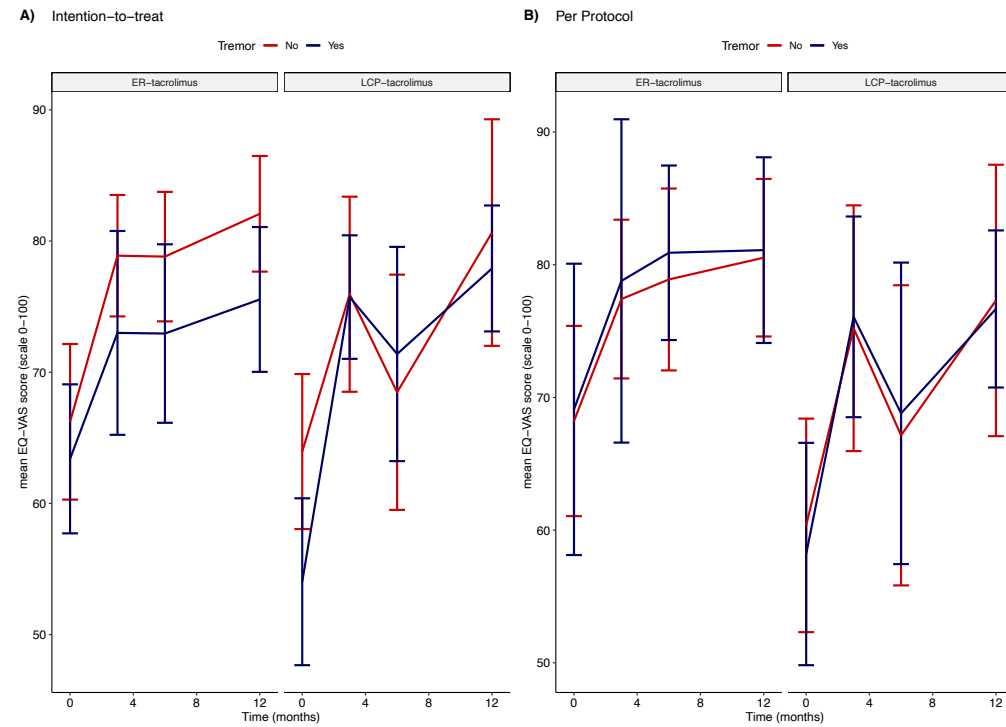 A) Intention−to−treat
Tremor No Yes
ER−tacrolimus LCP−tacrolimus
mean EQ−VAS score (scale 0−100)
90
80
70
60
50
0 4 8 12 0 4 8 12
Time (months)
B) Per Protocol
Tremor No Yes
ER−tacrolimus LCP−tacrolimus
mean EQ−VAS score (scale 0−100)
90
80
70
60
50
0 4 8 12 0 4 8 12
Time (months)